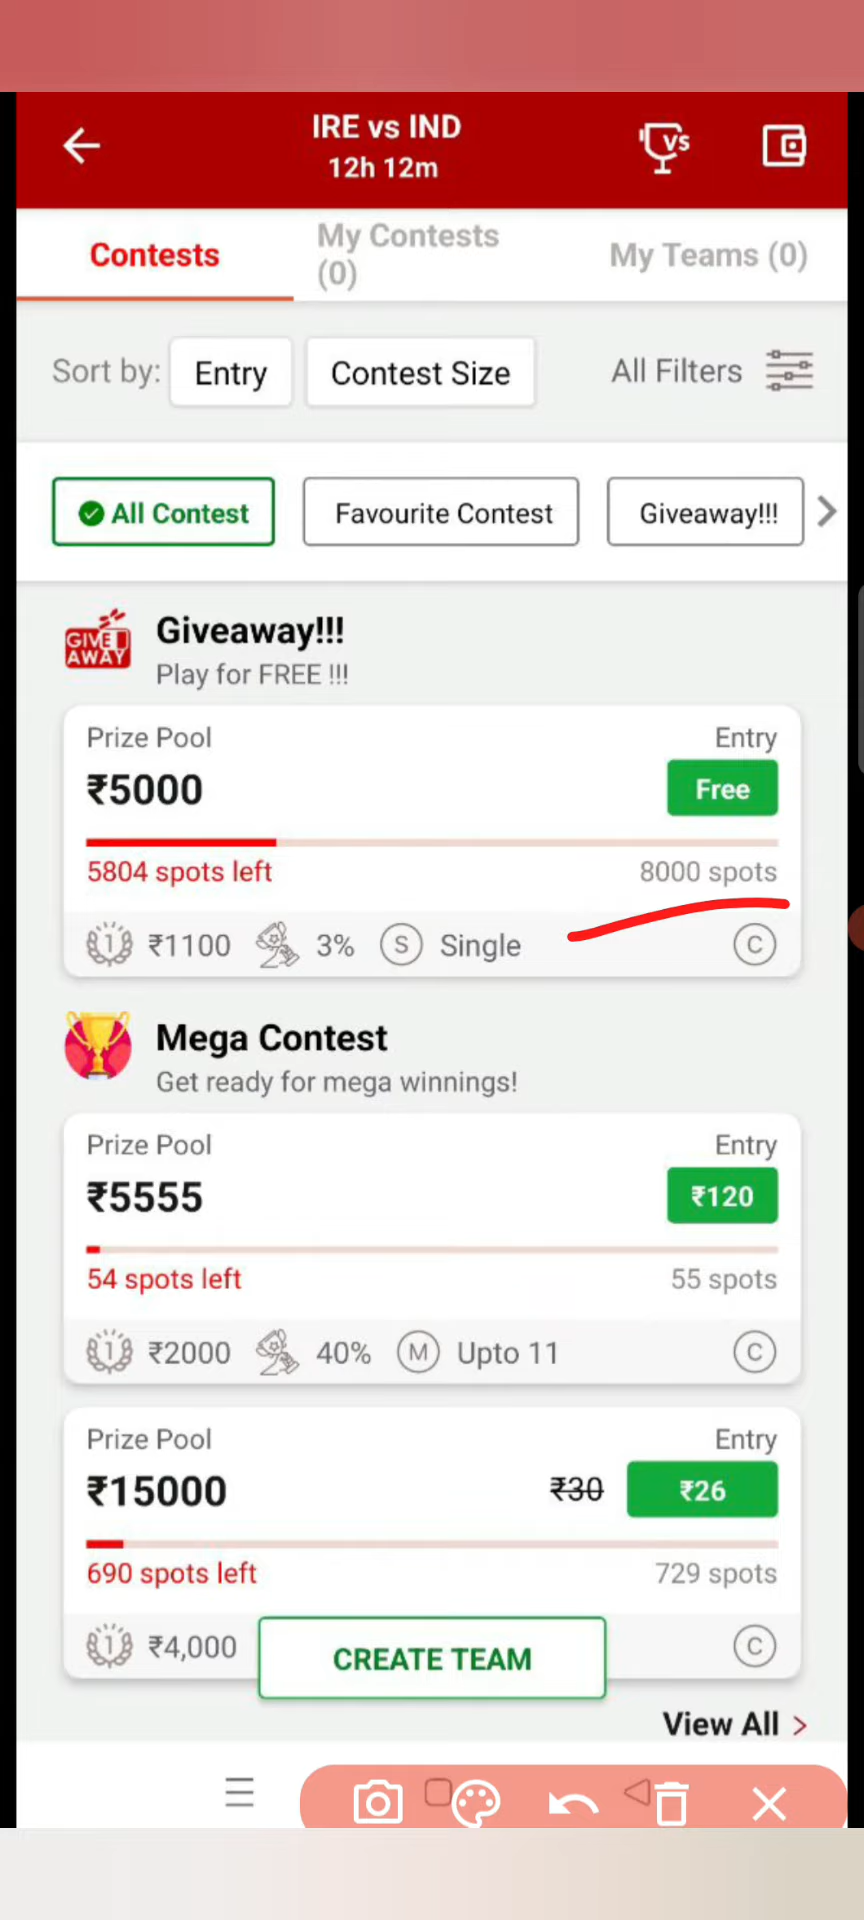 IRE vs IND
12h 12m
VS
Contests
My Contests
(0)
My Teams (0)
Sort by:
Entry
Contest Size
All Filters
All Contest
Favourite Contest
Giveaway!!!
GIVE
AWAY
Giveaway!!!
Play for FREE !!!
Prize Pool
Entry
₹5000
Free
5804 spots left
8000 spots
1 ₹1100 3% S Single C
Mega Contest
Get ready for mega winnings!
Prize Pool
Entry
₹5555
₹120
54 spots left
55 spots
1 ₹2000 40% M Upto 11 C
Prize Pool
Entry
₹15000
₹30 ₹26
690 spots left
729 spots
1 ₹4,000 C
CREATE TEAM
View All >